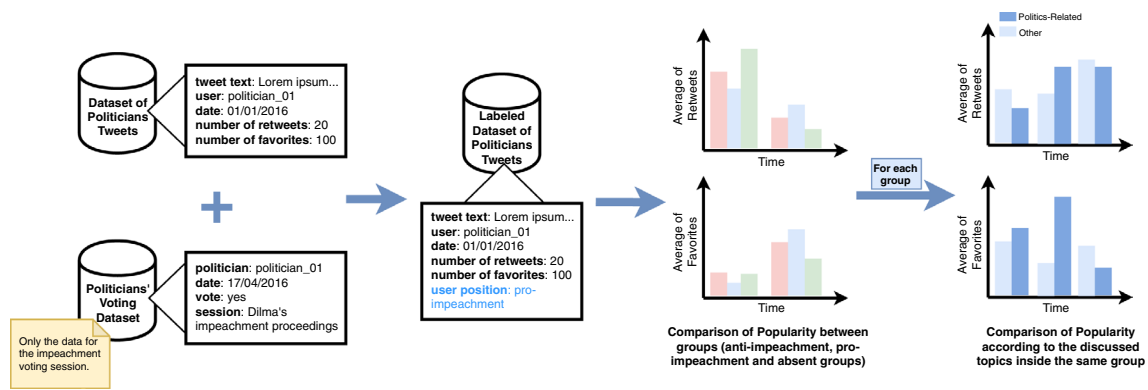 Dataset of
Politicians
Tweets
tweet text: Lorem ipsum...
user: politician_01
date: 01/01/2016
number of retweets: 20
number of favorites: 100
Politicians'
Voting
Dataset
politician: politician_01
date: 17/04/2016
vote: yes
session: Dilma's
impeachment proceedings
Only the data for
the impeachment
voting session.
Labeled
Dataset of
Politicians
Tweets
tweet text: Lorem ipsum...
user: politician_01
date: 01/01/2016
number of retweets: 20
number of favorites: 100
user position: pro-
impeachment
Average of
Retweets
Time
Average of
Favorites
Time
Comparison of Popularity between
groups (anti-impeachment, pro-
impeachment and absent groups)
For each
group
Politics-Related
Other
Average of
Retweets
Time
Average of
Favorites
Time
Comparison of Popularity
according to the discussed
topics inside the same group